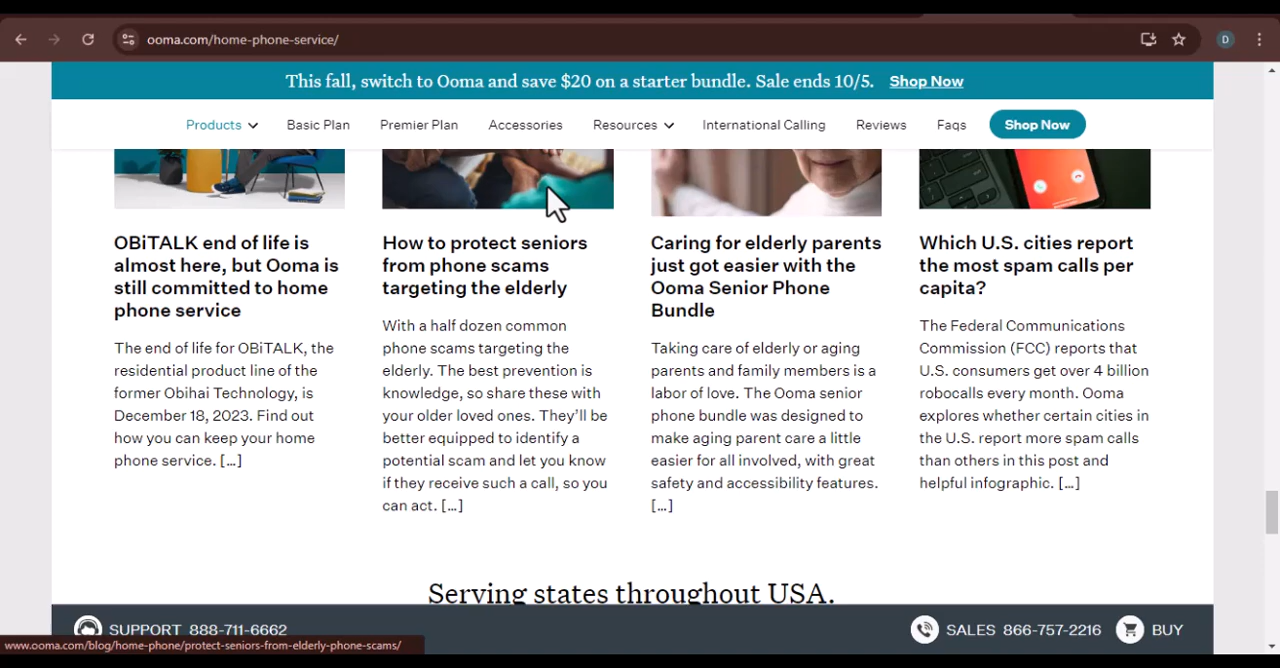 ooma.com/home-phone-service/
D
This fall, switch to Ooma and save $20 on a starter bundle. Sale ends 10/5. Shop Now
Products Basic Plan Premier Plan Accessories Resources International Calling Reviews Faqs Shop Now
OBiTALK end of life is
almost here, but Ooma is
still committed to home
phone service
The end of life for OBiTALK, the
residential product line of the
former Obihai Technology, is
December 18, 2023. Find out
how you can keep your home
phone service. [...]
How to protect seniors
from phone scams
targeting the elderly
With a half dozen common
phone scams targeting the
elderly. The best prevention is
knowledge, so share these with
your older loved ones. They’ll be
better equipped to identify a
potential scam and let you know
if they receive such a call, so you
can act. [...]
Caring for elderly parents
just got easier with the
Ooma Senior Phone
Bundle
Taking care of elderly or aging
parents and family members is a
labor of love. The Ooma senior
phone bundle was designed to
make aging parent care a little
easier for all involved, with great
safety and accessibility features.
[...]
Which U.S. cities report
the most spam calls per
capita?
The Federal Communications
Commission (FCC) reports that
U.S. consumers get over 4 billion
robocalls every month. Ooma
explores whether certain cities in
the U.S. report more spam calls
than others in this post and
helpful infographic. [...]
Serving states throughout USA.
SUPPORT 888-711-6662 SALES 866-757-2216 BUY
www.ooma.com/blog/home-phone/protect-seniors-from-elderly-phone-scams/